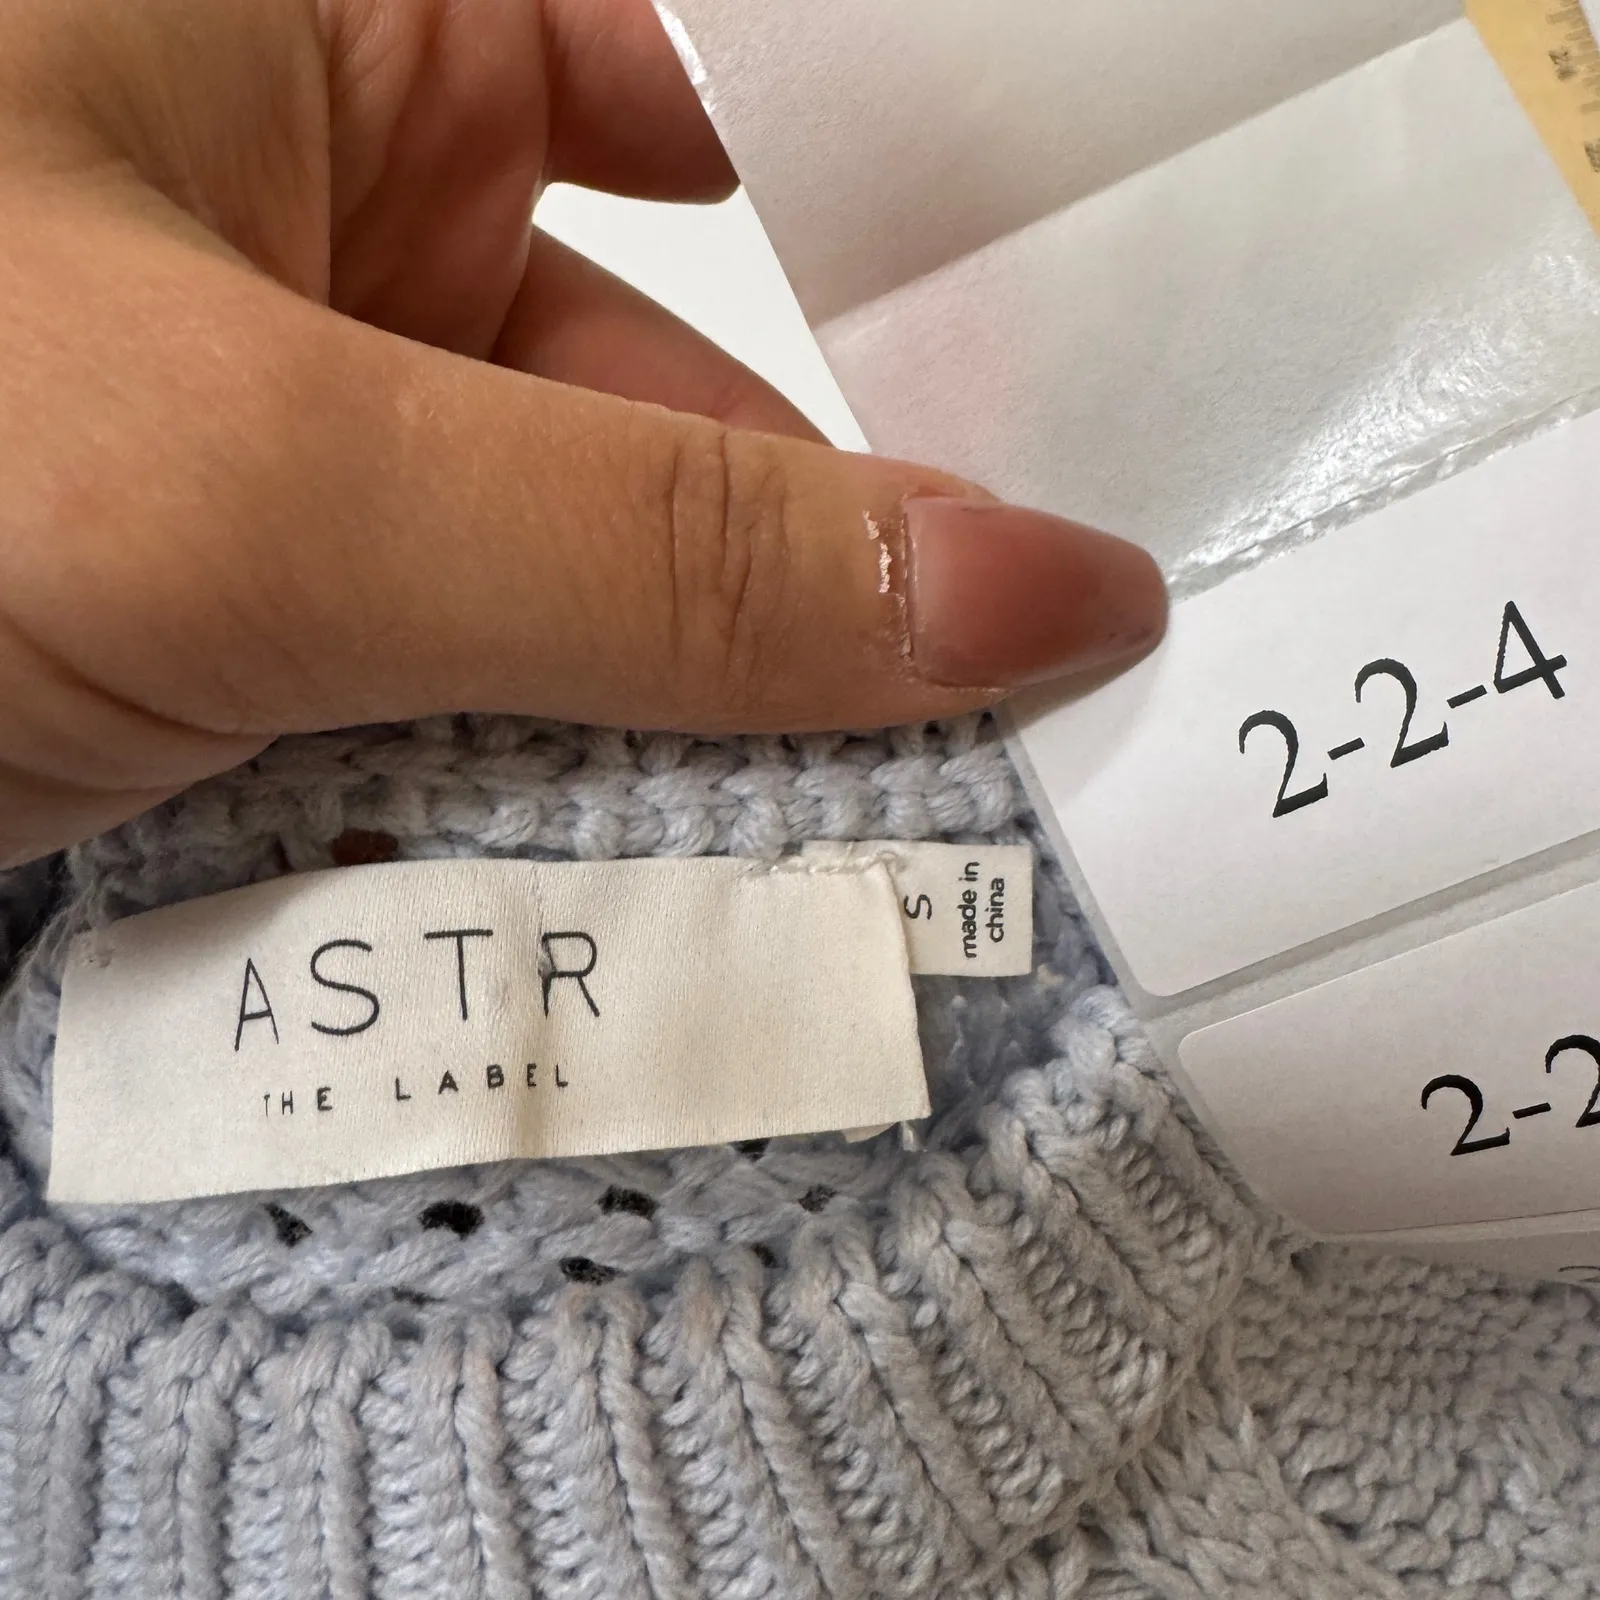 ASTR
THE LABEL
S
made in
china
2-2-4
2-2